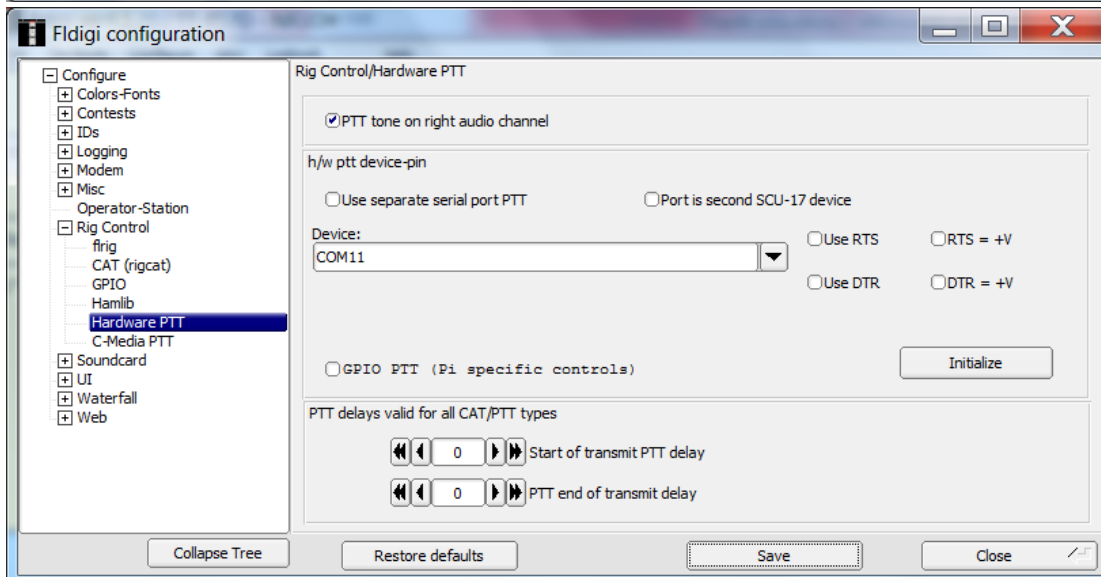 Fldigi configuration
Configure
Colors-Fonts
Contests
IDs
Logging
Modem
Misc
Operator-Station
Rig Control
flrig
CAT (rigcat)
GPIO
Hamlib
Hardware PTT
C-Media PTT
Soundcard
UI
Waterfall
Web
Collapse Tree
Rig Control/Hardware PTT
PTT tone on right audio channel
h/w ptt device-pin
Use separate serial port PTT
Port is second SCU-17 device
Device:
COM11
Use RTS
RTS = +V
Use DTR
DTR = +V
GPIO PTT (Pi specific controls)
Initialize
PTT delays valid for all CAT/PTT types
0 Start of transmit PTT delay
0 PTT end of transmit delay
Restore defaults
Save
Close